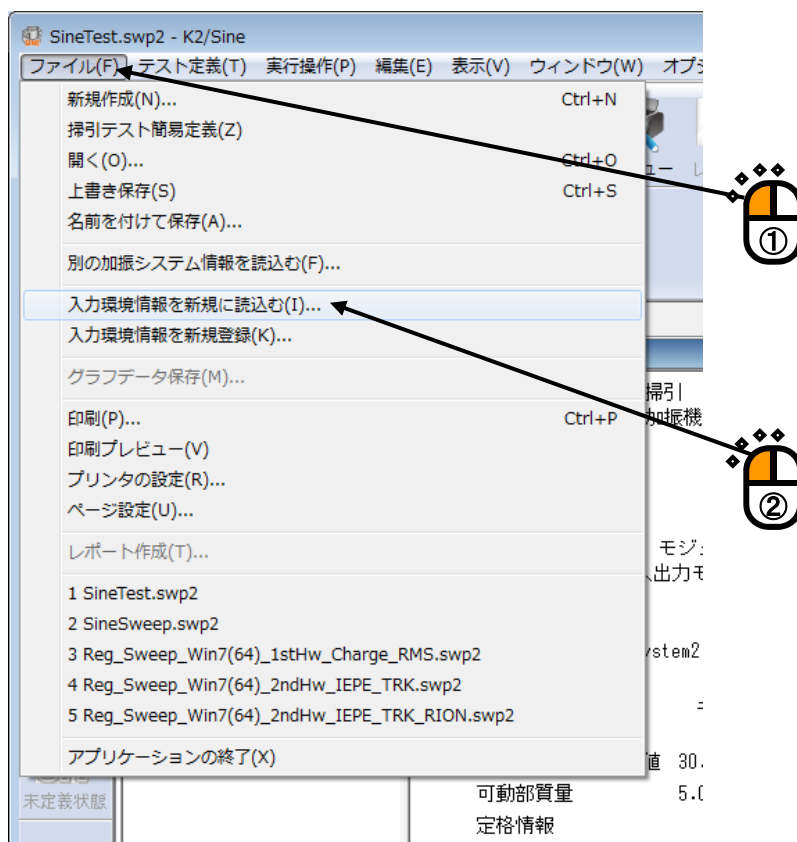 SineTest.swp2 - K2/Sine
ファイル(F) テスト定義(T) 実行操作(P) 編集(E) 表示(V) ウィンドウ(W) オプシ
新規作成(N)... Ctrl+N
掃引テスト簡易定義(Z)
開く(O)... Ctrl+O
上書き保存(S) Ctrl+S
名前を付けて保存(A)...
別の加振システム情報を読込む(F)...
入力環境情報を新規に読込む(I)...
入力環境情報を新規登録(K)...
グラフデータ保存(M)...
印刷(P)... Ctrl+P
印刷プレビュー(V)
プリンタの設定(R)...
ページ設定(U)...
レポート作成(T)...
1 SineTest.swp2
2 SineSweep.swp2
3 Reg_Sweep_Win7(64)_1stHw_Charge_RMS.swp2
4 Reg_Sweep_Win7(64)_2ndHw_IEPE_TRK.swp2
5 Reg_Sweep_Win7(64)_2ndHw_IEPE_TRK_RION.swp2
アプリケーションの終了(X)
ュー
①
掃引
加振機
②
モジュ
出力モ
ystem2
値 30.
未定義状態
可動部質量 5.0
定格情報